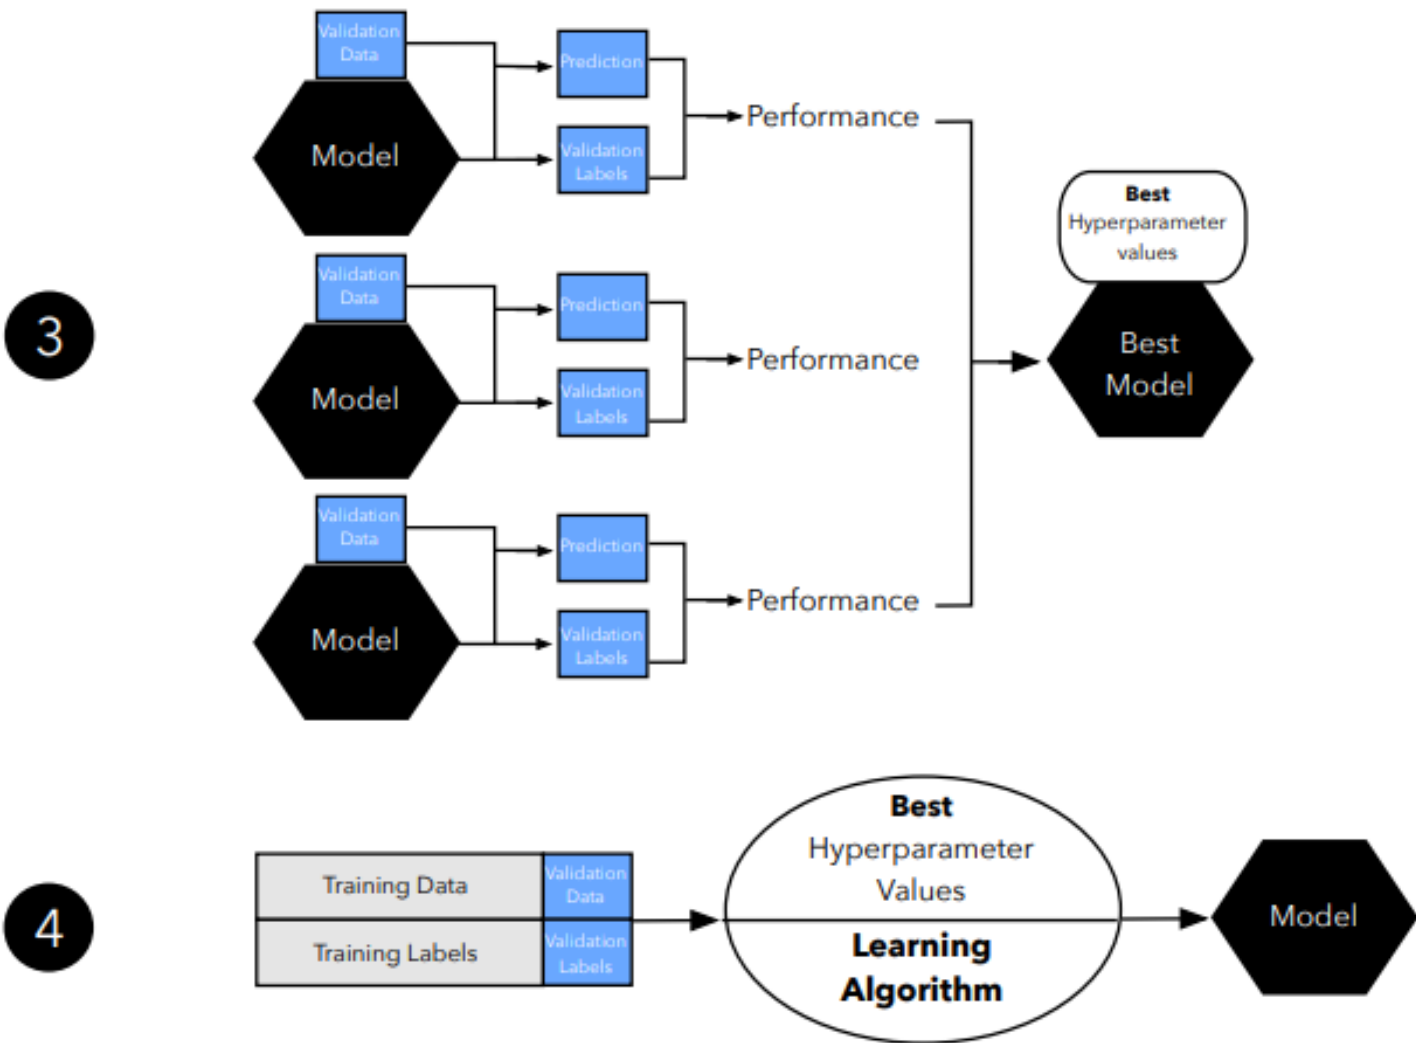 3
Validation
Data
Model
Prediction
Validation
Labels
Performance
Validation
Data
Model
Prediction
Validation
Labels
Performance
Validation
Data
Model
Prediction
Validation
Labels
Performance
Best
Hyperparameter
values
Best
Model
4
Training Data
Validation
Data
Training Labels
Validation
Labels
Best
Hyperparameter
Values
Learning
Algorithm
Model